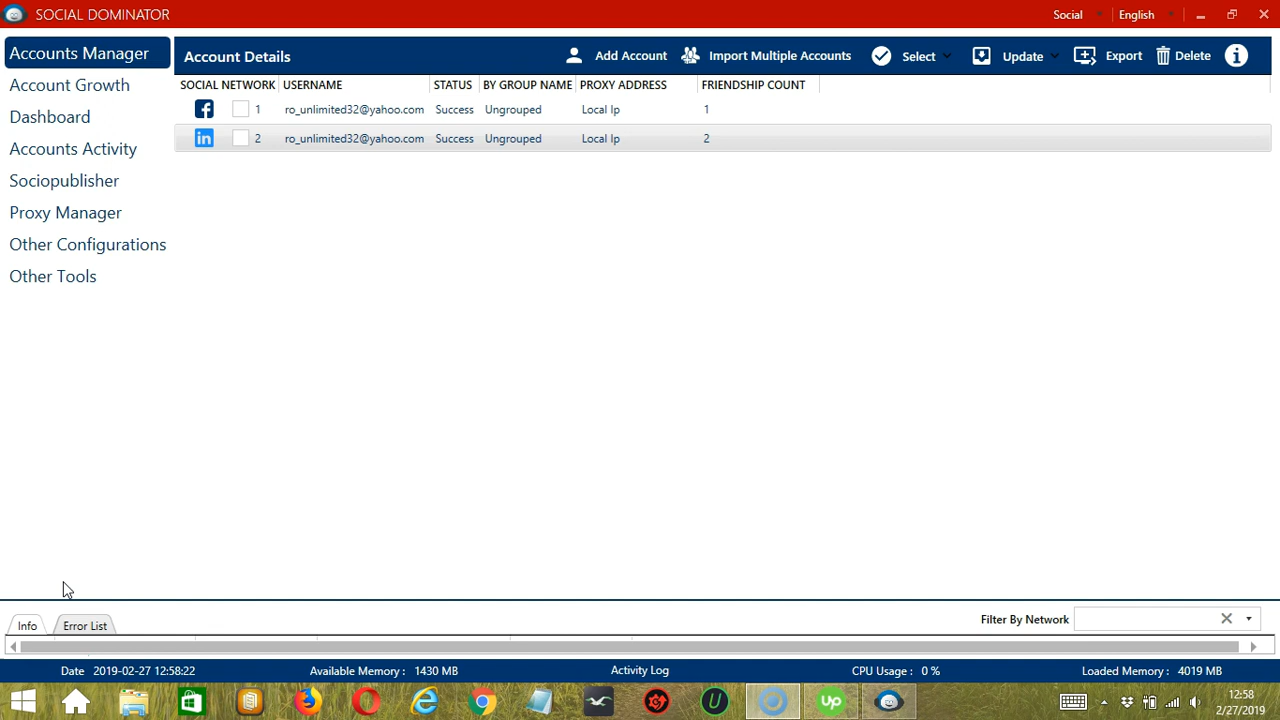 SOCIAL DOMINATOR Social English
Accounts Manager
Account Growth
Dashboard
Accounts Activity
Sociopublisher
Proxy Manager
Other Configurations
Other Tools
Account Details Add Account Import Multiple Accounts Select Update Export Delete
SOCIAL NETWORK USERNAME STATUS BY GROUP NAME PROXY ADDRESS FRIENDSHIP COUNT
1 ro_unlimited32@yahoo.com Success Ungrouped Local Ip 1
in 2 ro_unlimited32@yahoo.com Success Ungrouped Local Ip 2
Info Error List Filter By Network
Date 2019-02-27 12:58:22 Available Memory : 1430 MB Activity Log CPU Usage : 0 % Loaded Memory : 4019 MB
12:58
2/27/2019